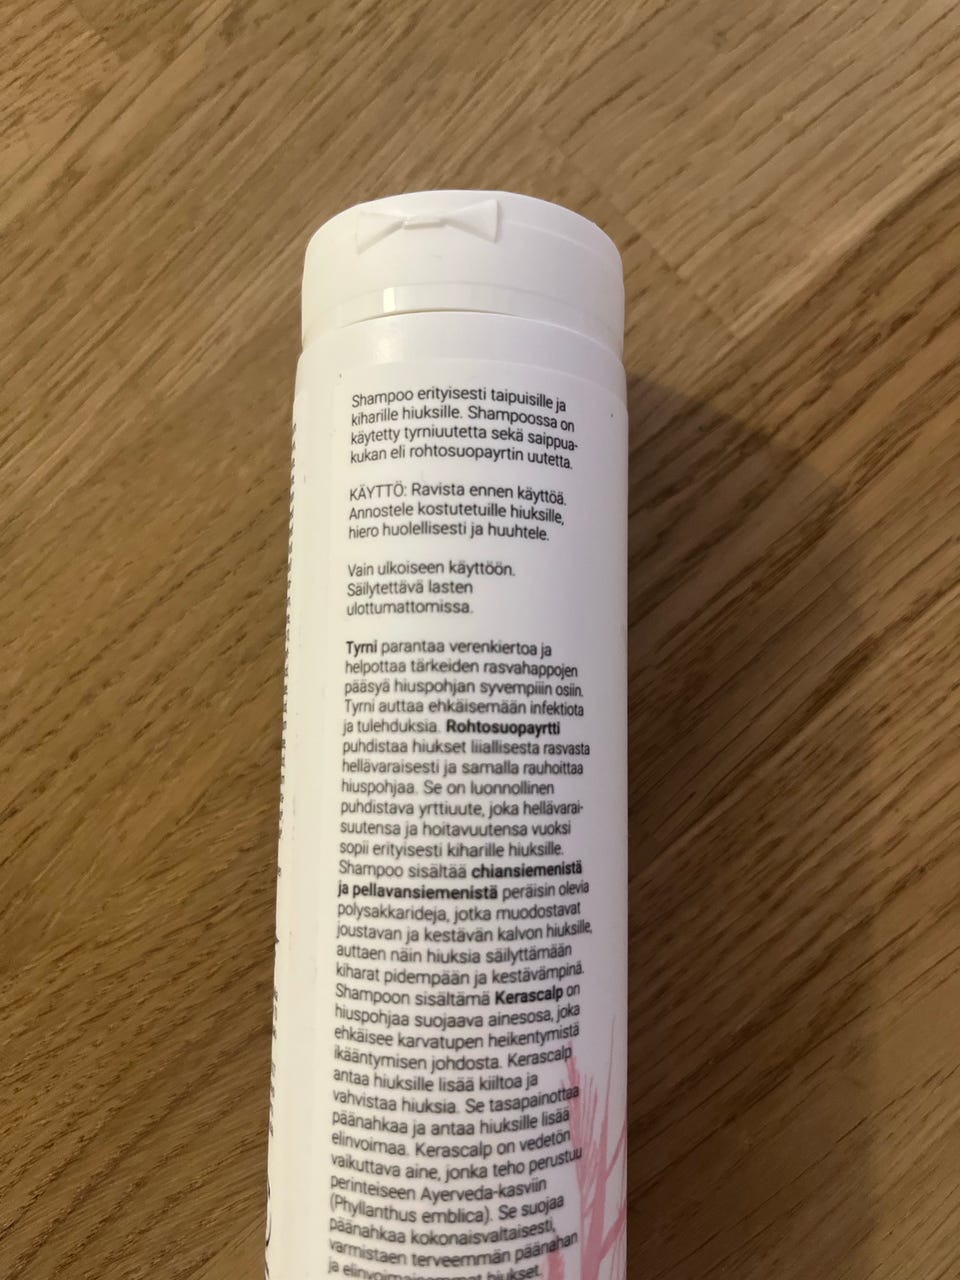 Shampoo erityisesti taipuisille ja
kiharille hiuksille. Shampoossa on
käytetty tyrniuutetta sekä saippua-
kukan eli rohtosuopayrtin uutetta.
KÄYTTÖ: Ravista ennen käyttöä.
Annostele kostutetuille hiuksille,
hiero huolellisesti ja huuhtele.
Vain ulkoiseen käyttöön.
Säilytettävä lasten
ulottumattomissa.
Tyrni parantaa verenkiertoa ja
helpottaa tärkeiden rasvahappojen
pääsyä hiuspohjan syvempiin osiin.
Tyrni auttaa ehkäisemään infektiota
ja tulehduksia. Rohtosuopayrtti
puhdistaa hiukset liiallisesta rasvasta
hellävaraisesti ja samalla rauhoittaa
hiuspohjaa. Se on luonnollinen
puhdistava yrttiuute, joka hellävarai-
suutensa ja hoitavuutensa vuoksi
sopii erityisesti kiharille hiuksille.
Shampoo sisältää chiansiemenistä
ja pellavansiemenistä peräisin olevia
polysakkarideja, jotka muodostavat
joustavan ja kestävän kalvon hiuksille,
auttaen näin hiuksia säilyttämään
kiharat pidempään ja kestävämpinä.
Shampoon sisältämä Kerascalp on
hiuspohjaa suojaava ainesosa, joka
ehkäisee karvatupen heikentymistä
ikääntymisen johdosta. Kerascalp
antaa hiuksille lisää kiiltoa ja
vahvistaa hiuksia. Se tasapainottaa
päänahkaa ja antaa hiuksille lisää
elinvoimaa. Kerascalp on vedetön
vaikuttava aine, jonka teho perustuu
perinteiseen Ayerveda-kasviin
(Phyllanthus emblica). Se suojaa
päänahkaa kokonaisvaltaisesti,
varmistaen terveemmän päänahan
ja elinvoimaisemmat hiukset.